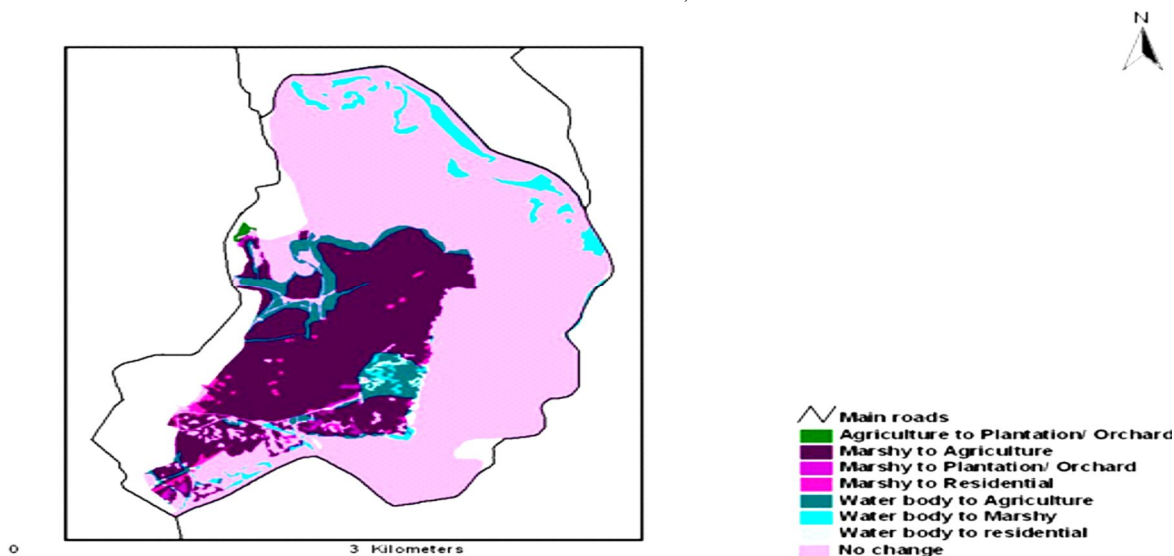 N
Main roads
Agriculture to Plantation/ Orchard
Marshy to Agriculture
Marshy to Plantation/ Orchard
Marshy to Residential
Water body to Agriculture
Water body to Marshy
Water body to residential
No change
0 3 Kilometers